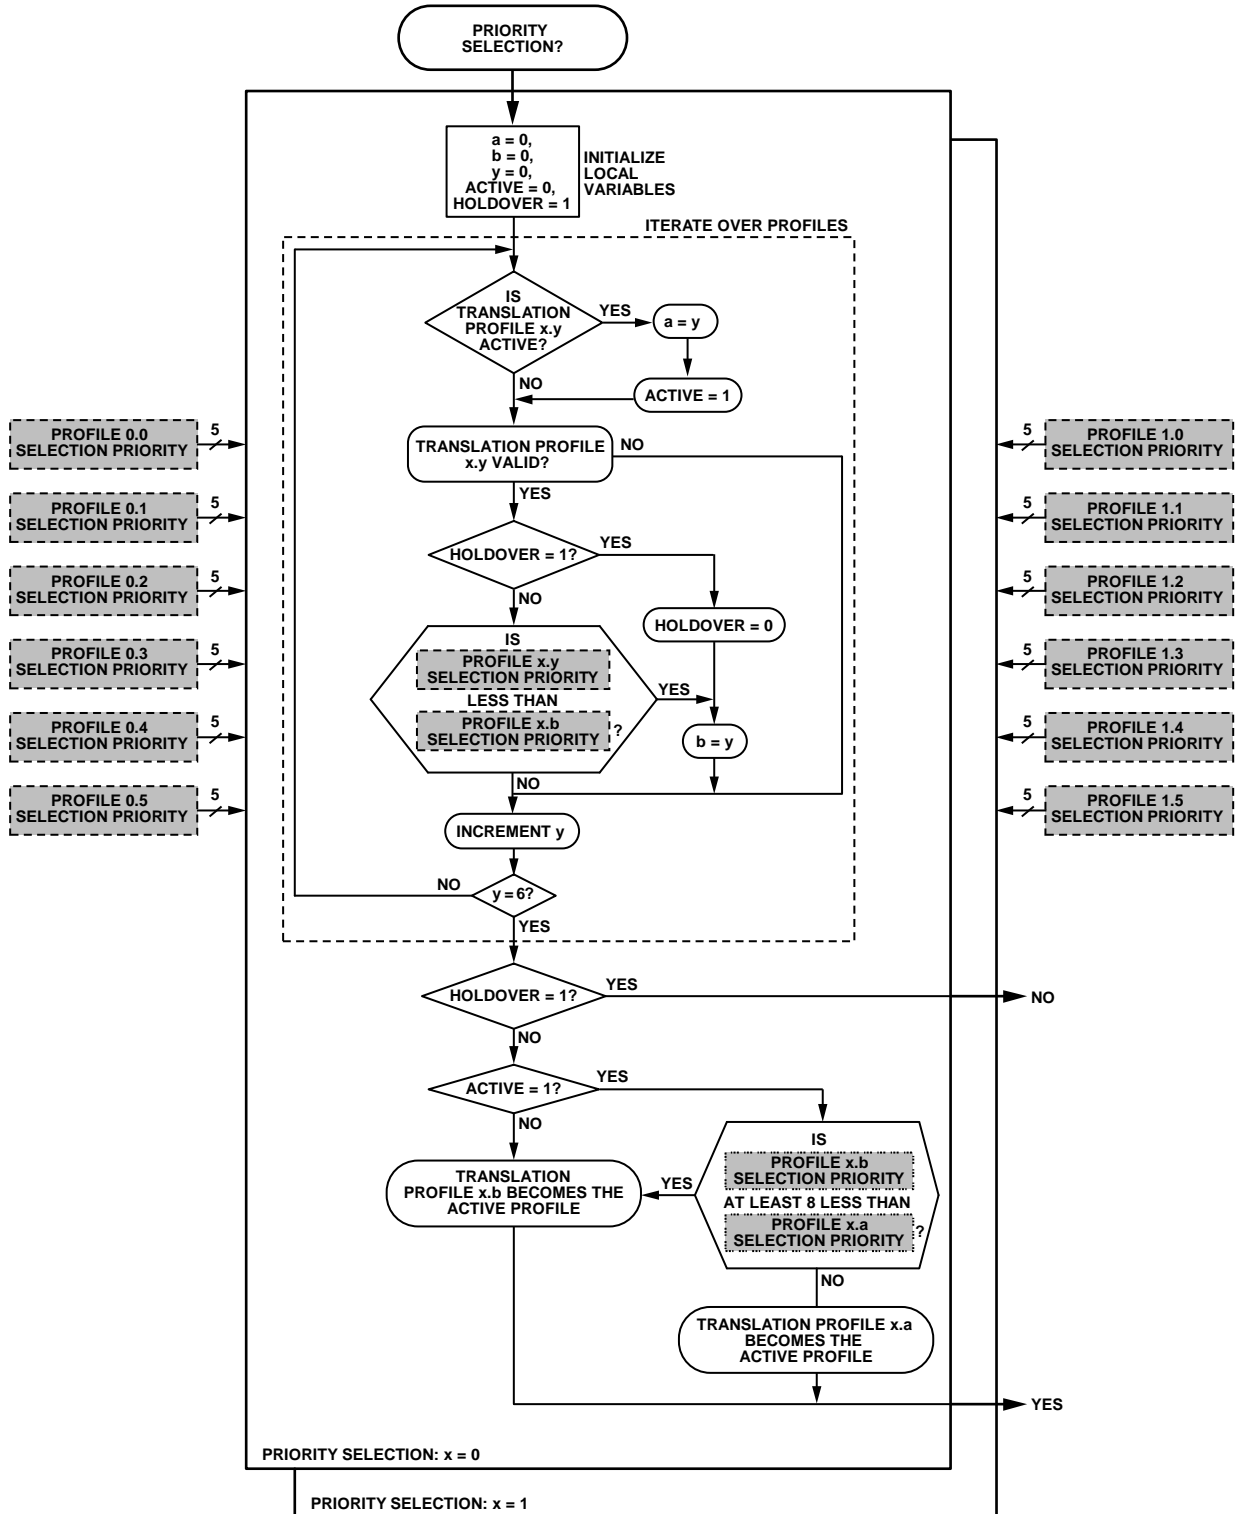 PRIORITY
SELECTION?
a = 0,
b = 0,
y = 0,
ACTIVE = 0,
HOLDOVER = 1
INITIALIZE
LOCAL
VARIABLES
ITERATE OVER PROFILES
IS
TRANSLATION
PROFILE x.y
ACTIVE?
YES
a = y
ACTIVE = 1
NO
TRANSLATION PROFILE
x.y VALID?
NO
YES
HOLDOVER = 1?
YES
NO
HOLDOVER = 0
IS
PROFILE x.y
SELECTION PRIORITY
LESS THAN
PROFILE x.b
SELECTION PRIORITY
?
YES
b = y
NO
INCREMENT y
y = 6?
NO
YES
HOLDOVER = 1?
YES
NO
NO
ACTIVE = 1?
YES
NO
IS
PROFILE x.b
SELECTION PRIORITY
AT LEAST 8 LESS THAN
PROFILE x.a
SELECTION PRIORITY
?
YES
TRANSLATION
PROFILE x.b BECOMES THE
ACTIVE PROFILE
NO
TRANSLATION PROFILE x.a
BECOMES THE
ACTIVE PROFILE
YES
PRIORITY SELECTION: x = 0
PRIORITY SELECTION: x = 1
PROFILE 0.0
SELECTION PRIORITY
5
PROFILE 0.1
SELECTION PRIORITY
5
PROFILE 0.2
SELECTION PRIORITY
5
PROFILE 0.3
SELECTION PRIORITY
5
PROFILE 0.4
SELECTION PRIORITY
5
PROFILE 0.5
SELECTION PRIORITY
5
5
PROFILE 1.0
SELECTION PRIORITY
5
PROFILE 1.1
SELECTION PRIORITY
5
PROFILE 1.2
SELECTION PRIORITY
5
PROFILE 1.3
SELECTION PRIORITY
5
PROFILE 1.4
SELECTION PRIORITY
5
PROFILE 1.5
SELECTION PRIORITY